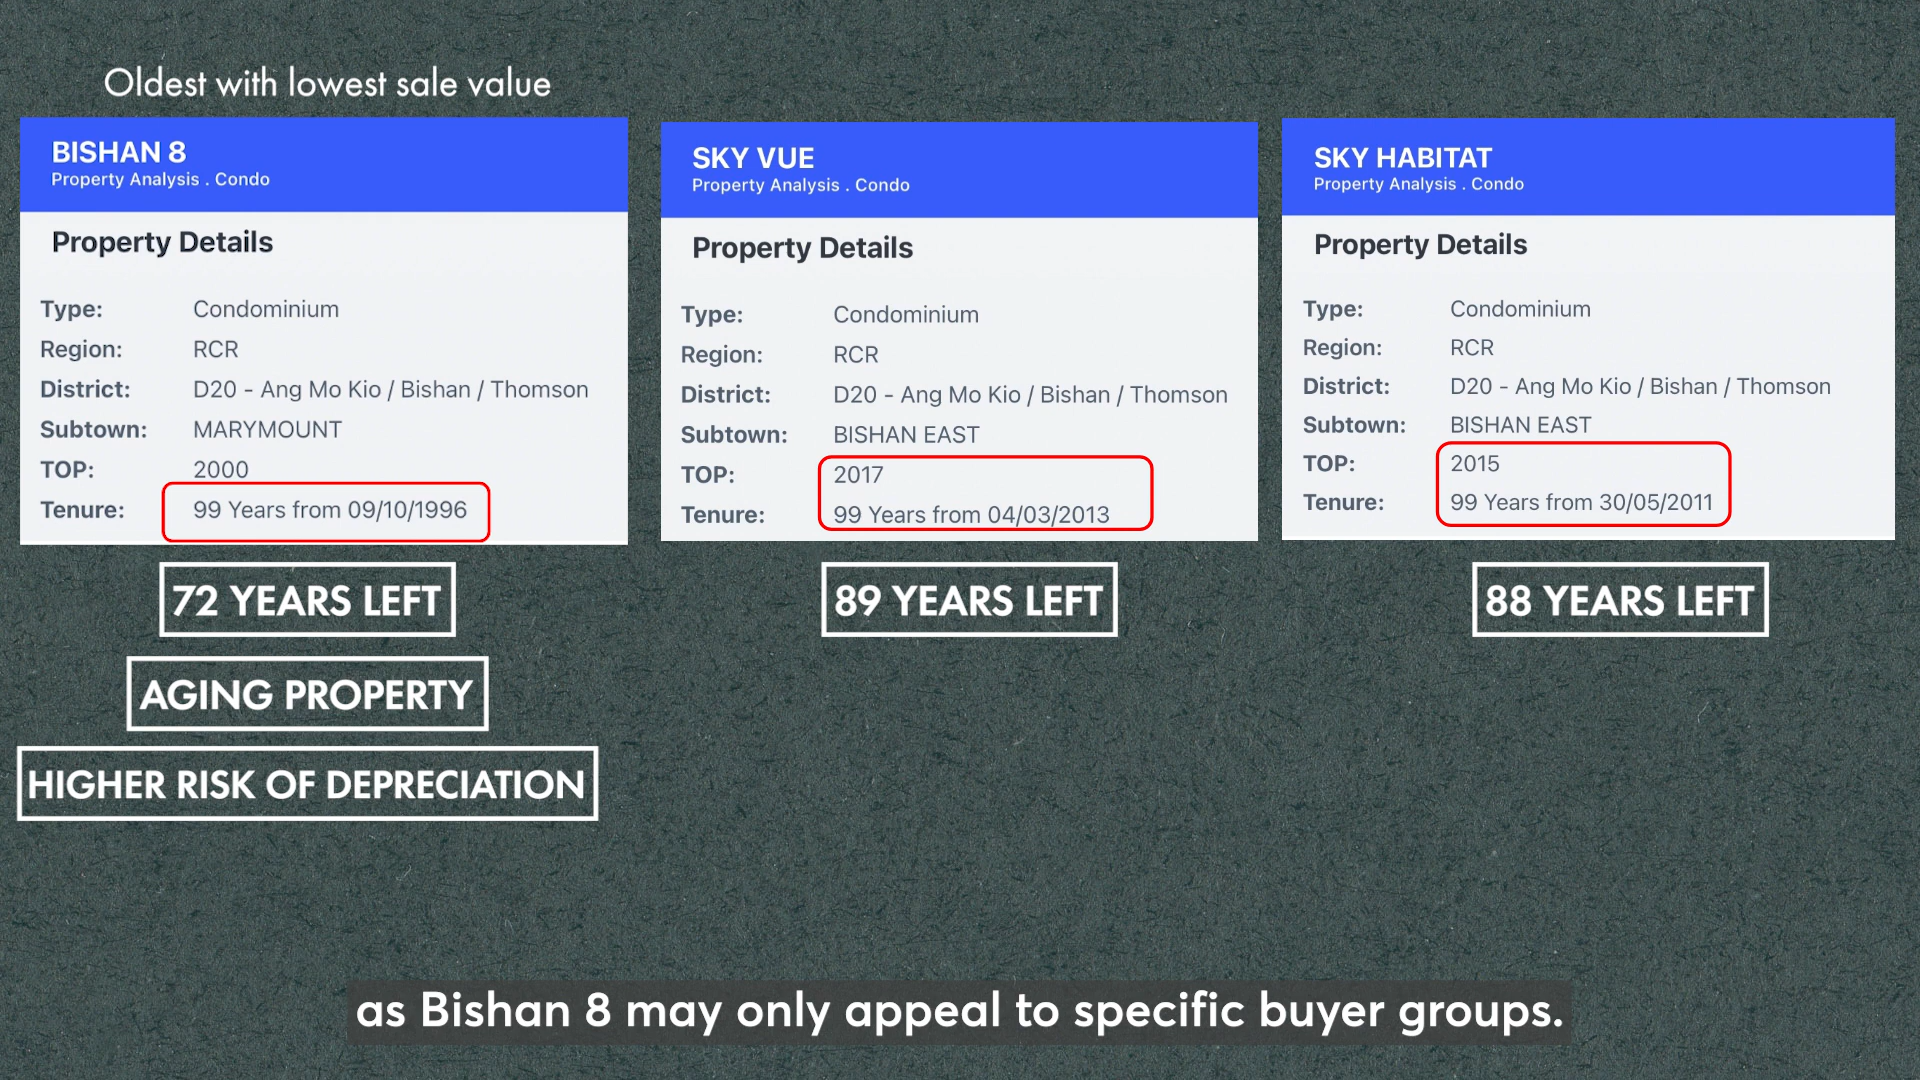 Oldest with lowest sale value
BISHAN 8
Property Analysis . Condo
Property Details
Type: Condominium
Region: RCR
District: D20 - Ang Mo Kio / Bishan / Thomson
Subtown: MARYMOUNT
TOP: 2000
Tenure: 99 Years from 09/10/1996
72 YEARS LEFT
AGING PROPERTY
HIGHER RISK OF DEPRECIATION
SKY VUE
Property Analysis . Condo
Property Details
Type: Condominium
Region: RCR
District: D20 - Ang Mo Kio / Bishan / Thomson
Subtown: BISHAN EAST
TOP: 2017
Tenure: 99 Years from 04/03/2013
89 YEARS LEFT
SKY HABITAT
Property Analysis . Condo
Property Details
Type: Condominium
Region: RCR
District: D20 - Ang Mo Kio / Bishan / Thomson
Subtown: BISHAN EAST
TOP: 2015
Tenure: 99 Years from 30/05/2011
88 YEARS LEFT
as Bishan 8 may only appeal to specific buyer groups.